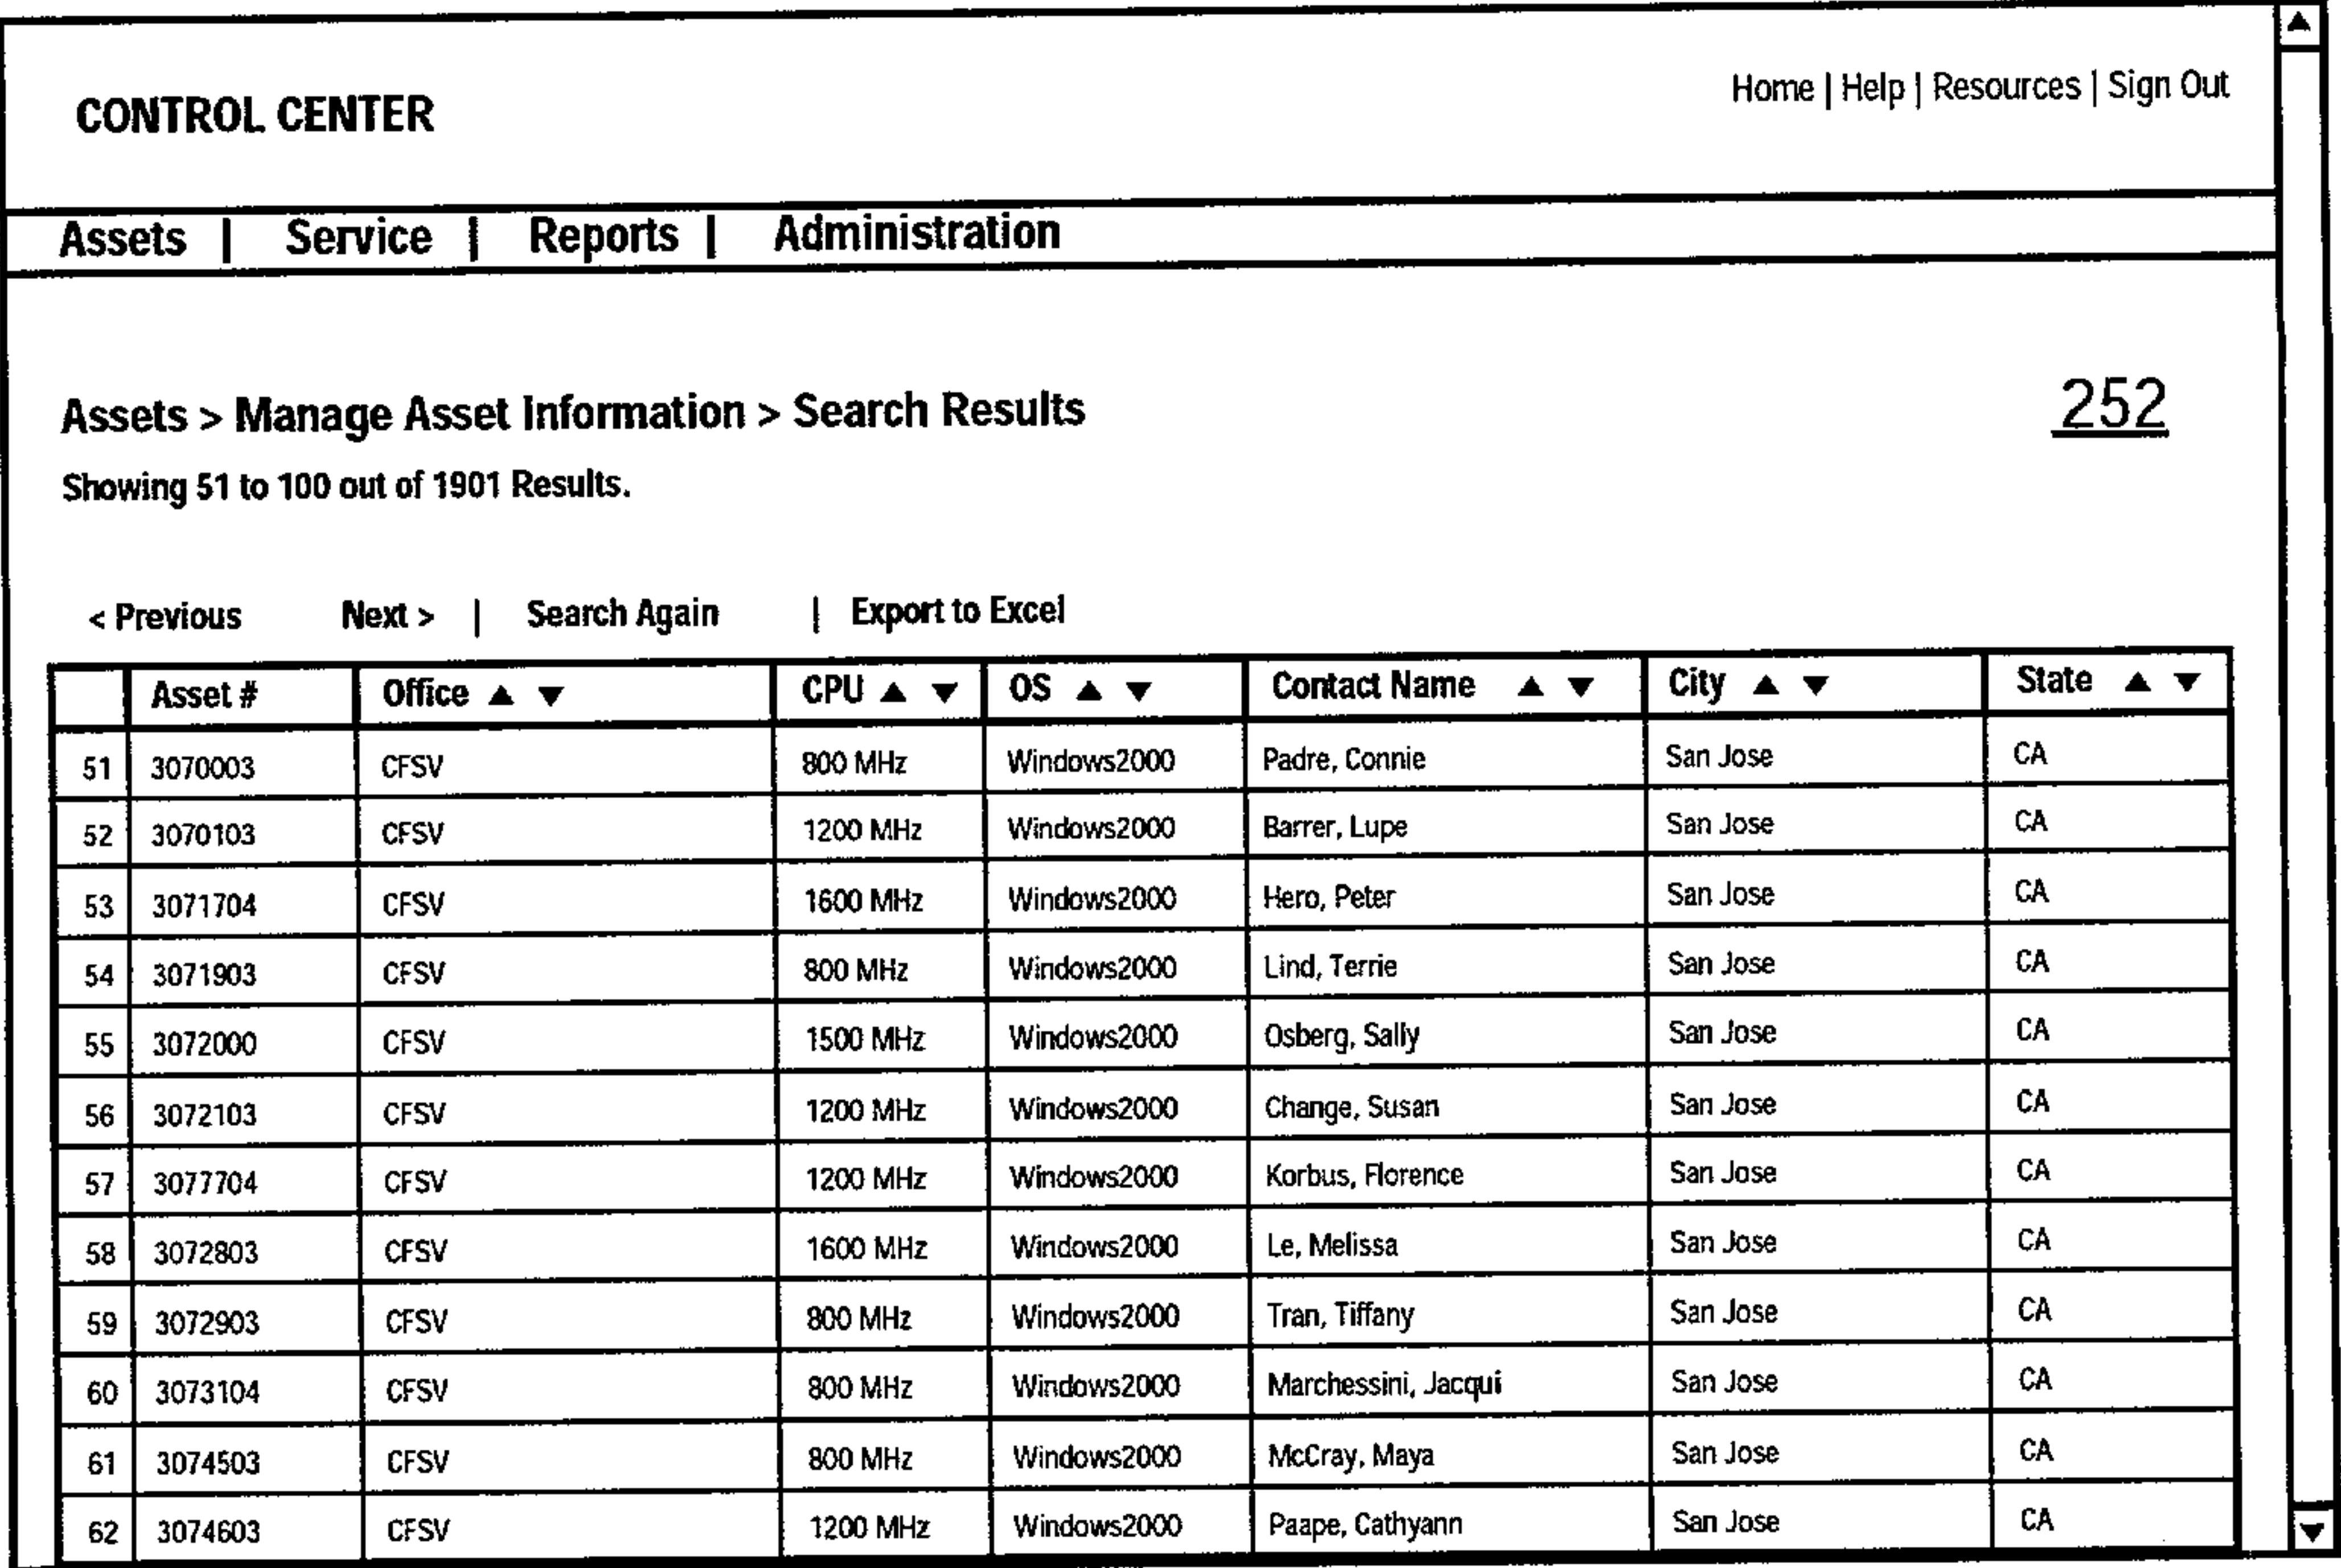 Home | Help | Resources | Sign Out
CONTROL CENTER
Assets | Service | Reports | Administration
Assets > Manage Asset Information > Search Results
252
Showing 51 to 100 out of 1901 Results.
< Previous Next > | Search Again | Export to Excel
Asset # Office ▲ ▼ CPU ▲ ▼ OS ▲ ▼ Contact Name ▲ ▼ City ▲ ▼ State ▲ ▼
51 3070003 CFSV 800 MHz Windows2000 Padre, Connie San Jose CA
52 3070103 CFSV 1200 MHz Windows2000 Barrer, Lupe San Jose CA
53 3071704 CFSV 1600 MHz Windows2000 Hero, Peter San Jose CA
54 3071903 CFSV 800 MHz Windows2000 Lind, Terrie San Jose CA
55 3072000 CFSV 1500 MHz Windows2000 Osberg, Sally San Jose CA
56 3072103 CFSV 1200 MHz Windows2000 Change, Susan San Jose CA
57 3077704 CFSV 1200 MHz Windows2000 Korbus, Florence San Jose CA
58 3072803 CFSV 1600 MHz Windows2000 Le, Melissa San Jose CA
59 3072903 CFSV 800 MHz Windows2000 Tran, Tiffany San Jose CA
60 3073104 CFSV 800 MHz Windows2000 Marchessini, Jacqui San Jose CA
61 3074503 CFSV 800 MHz Windows2000 McCray, Maya San Jose CA
62 3074603 CFSV 1200 MHz Windows2000 Paape, Cathyann San Jose CA